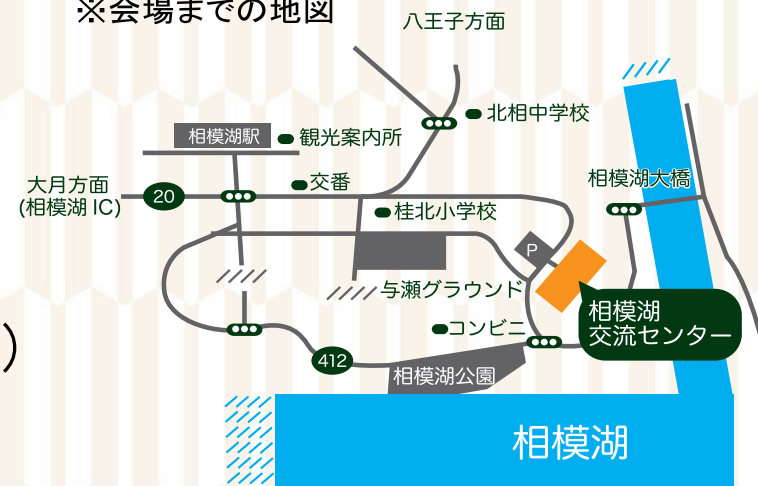 ※会場までの地図
八王子方面
北相中学校
相模湖駅
観光案内所
大月方面
(相模湖IC)
20
交番
相模湖大橋
桂北小学校
P
与瀬グラウンド
相模湖
交流センター
コンビニ
412
相模湖公園
)
相模湖